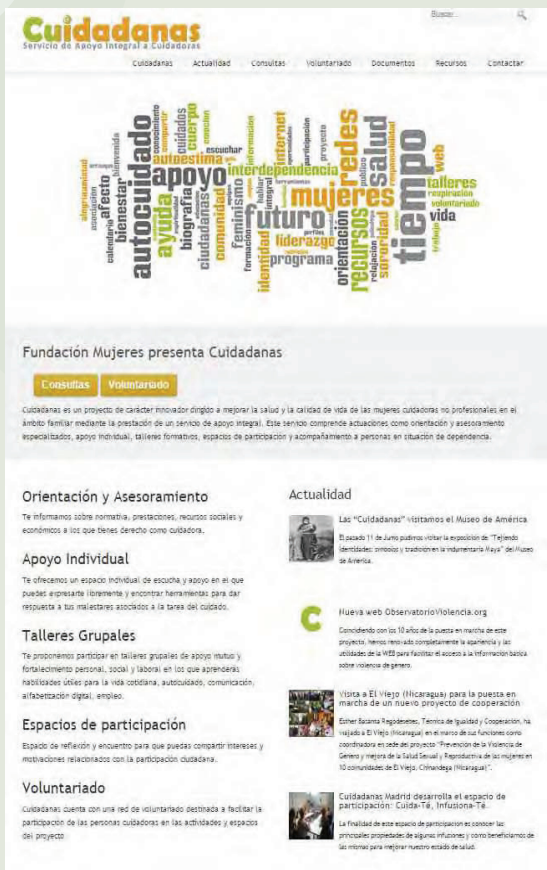 Cuidadanas
Servicio de Apoyo Integral a Cuidadoras
Buscar...
Cuidadanas Actualidad Consultas Voluntariado Documentos Recursos Contactar
alegria
asociación
calendario
afecto
bienestar
bienvenida
autocuidado
conocimiento
compartir
ayuda
autoestima
cuidados
cuerpo
apoyo
biografía
ciudadanas
escuchar
comunidad
interdependencia
feminismo
formación
información
hablar
integral
futuro
identidad
internet
herramientas
liderazgo
programa
participación
proyecto
mujeres
redes
orientacion
recursos
publico
salud
relajación
sororidad
responsabilidad
tiempo
web
talleres
respiración
voluntariado
vida
trabajo
Fundación Mujeres presenta Cuidadanas
Consultas Voluntariado
Cuidadanas es un proyecto de carácter innovador dirigido a mejorar la salud y la calidad de vida de las mujeres cuidadoras no profesionales en el
ámbito familiar mediante la prestación de un servicio de apoyo integral. Este servicio comprende actuaciones como orientación y asesoramiento
especializados, apoyo individual, talleres formativos, espacios de participación y acompañamiento a personas en situación de dependencia.
Orientación y Asesoramiento
Te informamos sobre normativa, prestaciones, recursos sociales y
económicos a los que tienes derecho como cuidadora.
Apoyo Individual
Te ofrecemos un espacio individual de escucha y apoyo en el que
puedes expresarte libremente y encontrar herramientas para dar
respuesta a tus malestares asociados a la tarea del cuidado.
Talleres Grupales
Te proponemos participar en talleres grupales de apoyo mutuo y
fortalecimiento personal, social y laboral en los que aprenderás
habilidades útiles para la vida cotidiana, autocuidado, comunicación,
alfabetización digital, empleo.
Espacios de participación
Espacio de reflexión y encuentro para que puedas compartir intereses y
motivaciones relacionados con la participación ciudadana.
Voluntariado
Cuidadanas cuenta con una red de voluntariado destinada a facilitar la
participación de las personas cuidadoras en las actividades y espacios
del proyecto.
Actualidad
Las "Cuidadanas" visitamos el Museo de América
El pasado 11 de Junio pudimos visitar la exposición de "Tejiendo
identidades: símbolos y tradición en la indumentaria Maya" del Museo
de América.
Nueva web ObservatorioViolencia.org
Coincidiendo con los 10 años de la puesta en marcha de este
proyecto, hemos renovado completamente la apariencia y las
utilidades de la WEB para facilitar el acceso a la información básica
sobre violencia de género.
Visita a El Viejo (Nicaragua) para la puesta en
marcha de un nuevo proyecto de cooperación
Esther Basanta Regodeseves, Técnica de Igualdad y Cooperación, ha
viajado a El Viejo (Nicaragua) en el marco de sus funciones como
coordinadora en sede del proyecto "Prevención de la Violencia de
Género y mejora de la Salud Sexual y Reproductiva de las mujeres en
10 comunidades de El Viejo, Chinandega (Nicaragua)".
Cuidadanas Madrid desarrolla el espacio de
participación: Cuida-Té, Infusiona-Té.
La finalidad de este espacio de participación es conocer las
principales propiedades de algunas infusiones y como beneficiarnos de
las mismas para mejorar nuestro estado de salud.